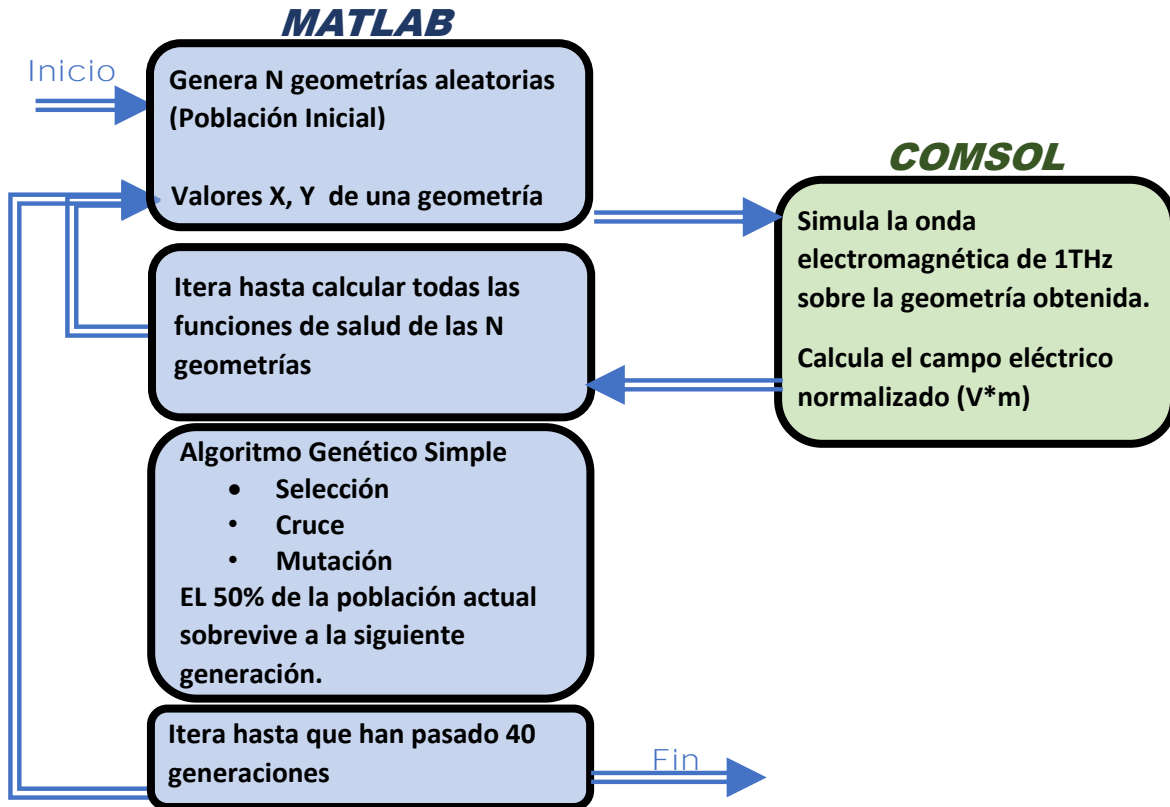 MATLAB
Inicio
Genera N geometrías aleatorias
(Población Inicial)
Valores X, Y de una geometría
COMSOL
Simula la onda
electromagnética de 1THz
sobre la geometría obtenida.
Calcula el campo eléctrico
normalizado (V*m)
Itera hasta calcular todas las
funciones de salud de las N
geometrías
Algoritmo Genético Simple
• Selección
• Cruce
• Mutación
EL 50% de la población actual
sobrevive a la siguiente
generación.
Itera hasta que han pasado 40
generaciones
Fin